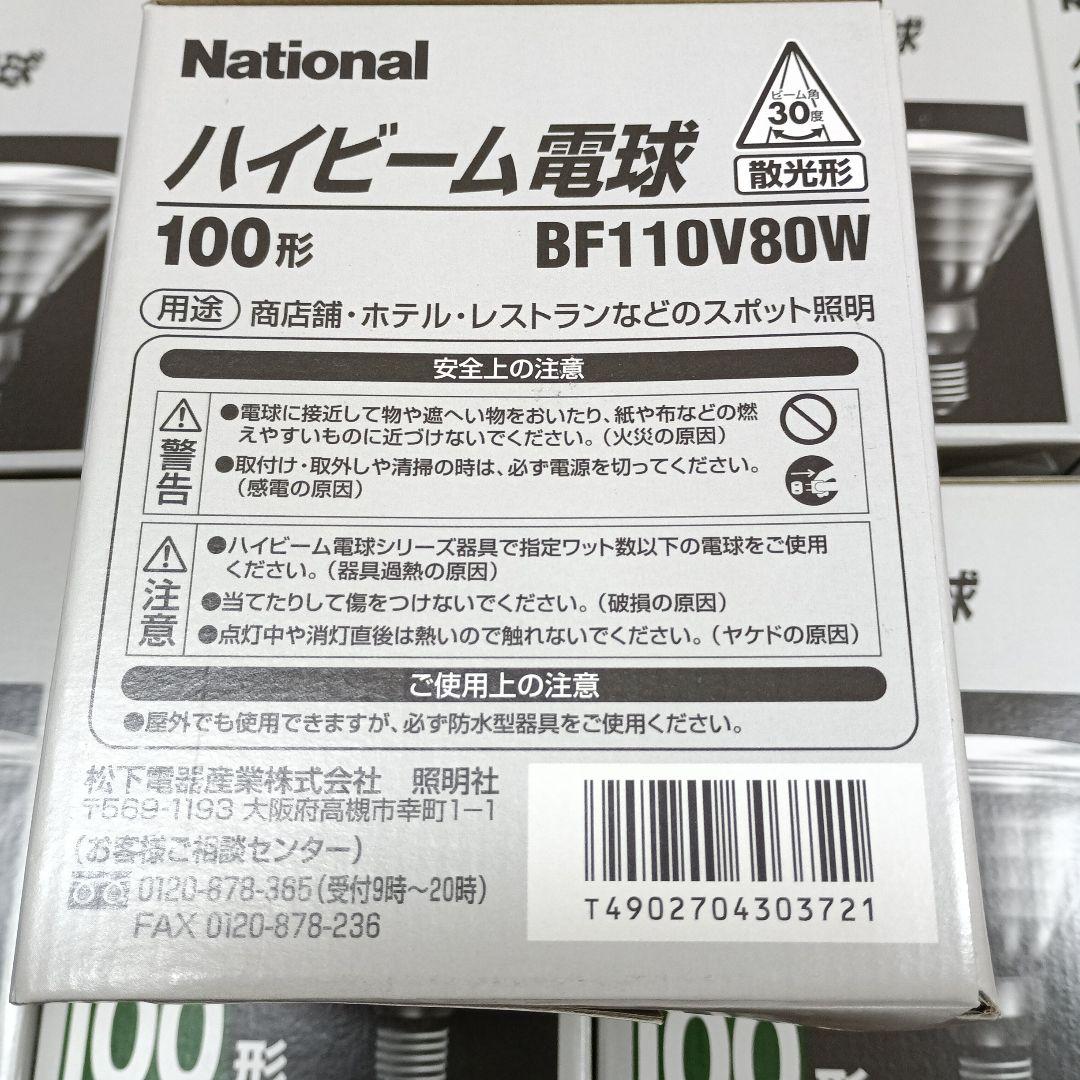 National
ハイビーム電球
ビーム角
30度
散光形
100形
BF110V80W
用途
商店舗・ホテル・レストランなどのスポット照明
安全上の注意
警告
●電球に接近して物や遮へい物をおいたり、紙や布などの燃
えやすいものに近づけないでください。(火災の原因)
●取付け・取外しや清掃の時は、必ず電源を切ってください。
(感電の原因)
注意
●ハイビーム電球シリーズ器具で指定ワット数以下の電球をご使用
ください。(器具過熱の原因)
●当てたりして傷をつけないでください。(破損の原因)
●点灯中や消灯直後は熱いので触れないでください。(ヤケドの原因)
ご使用上の注意
●屋外でも使用できますが、必ず防水型器具をご使用ください。
松下電器産業株式会社 照明社
〒569-1193 大阪府高槻市幸町1-1
(お客様ご相談センター)
0120-878-365(受付9時〜20時)
FAX 0120-878-236
T4902704303721
球
球
100形
100形